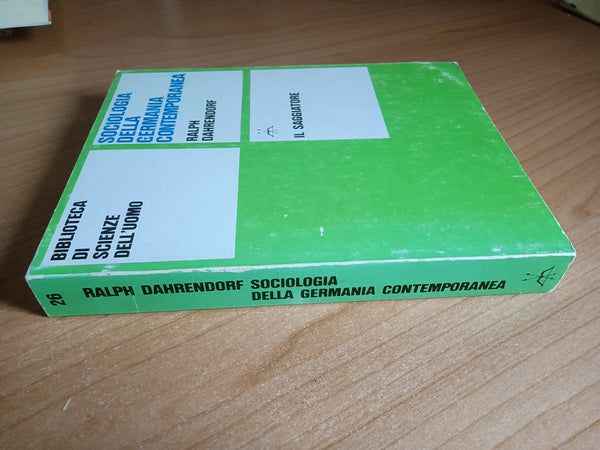 SOCIOLOGIA
DELLA
GERMANIA
CONTEMPORANEA
RALPH
DAHRENDORF
IL SAGGIATORE
BIBLIOTECA
DI
SCIENZE
DELL'UOMO
26
RALPH DAHRENDORF SOCIOLOGIA
DELLA GERMANIA CONTEMPORANEA